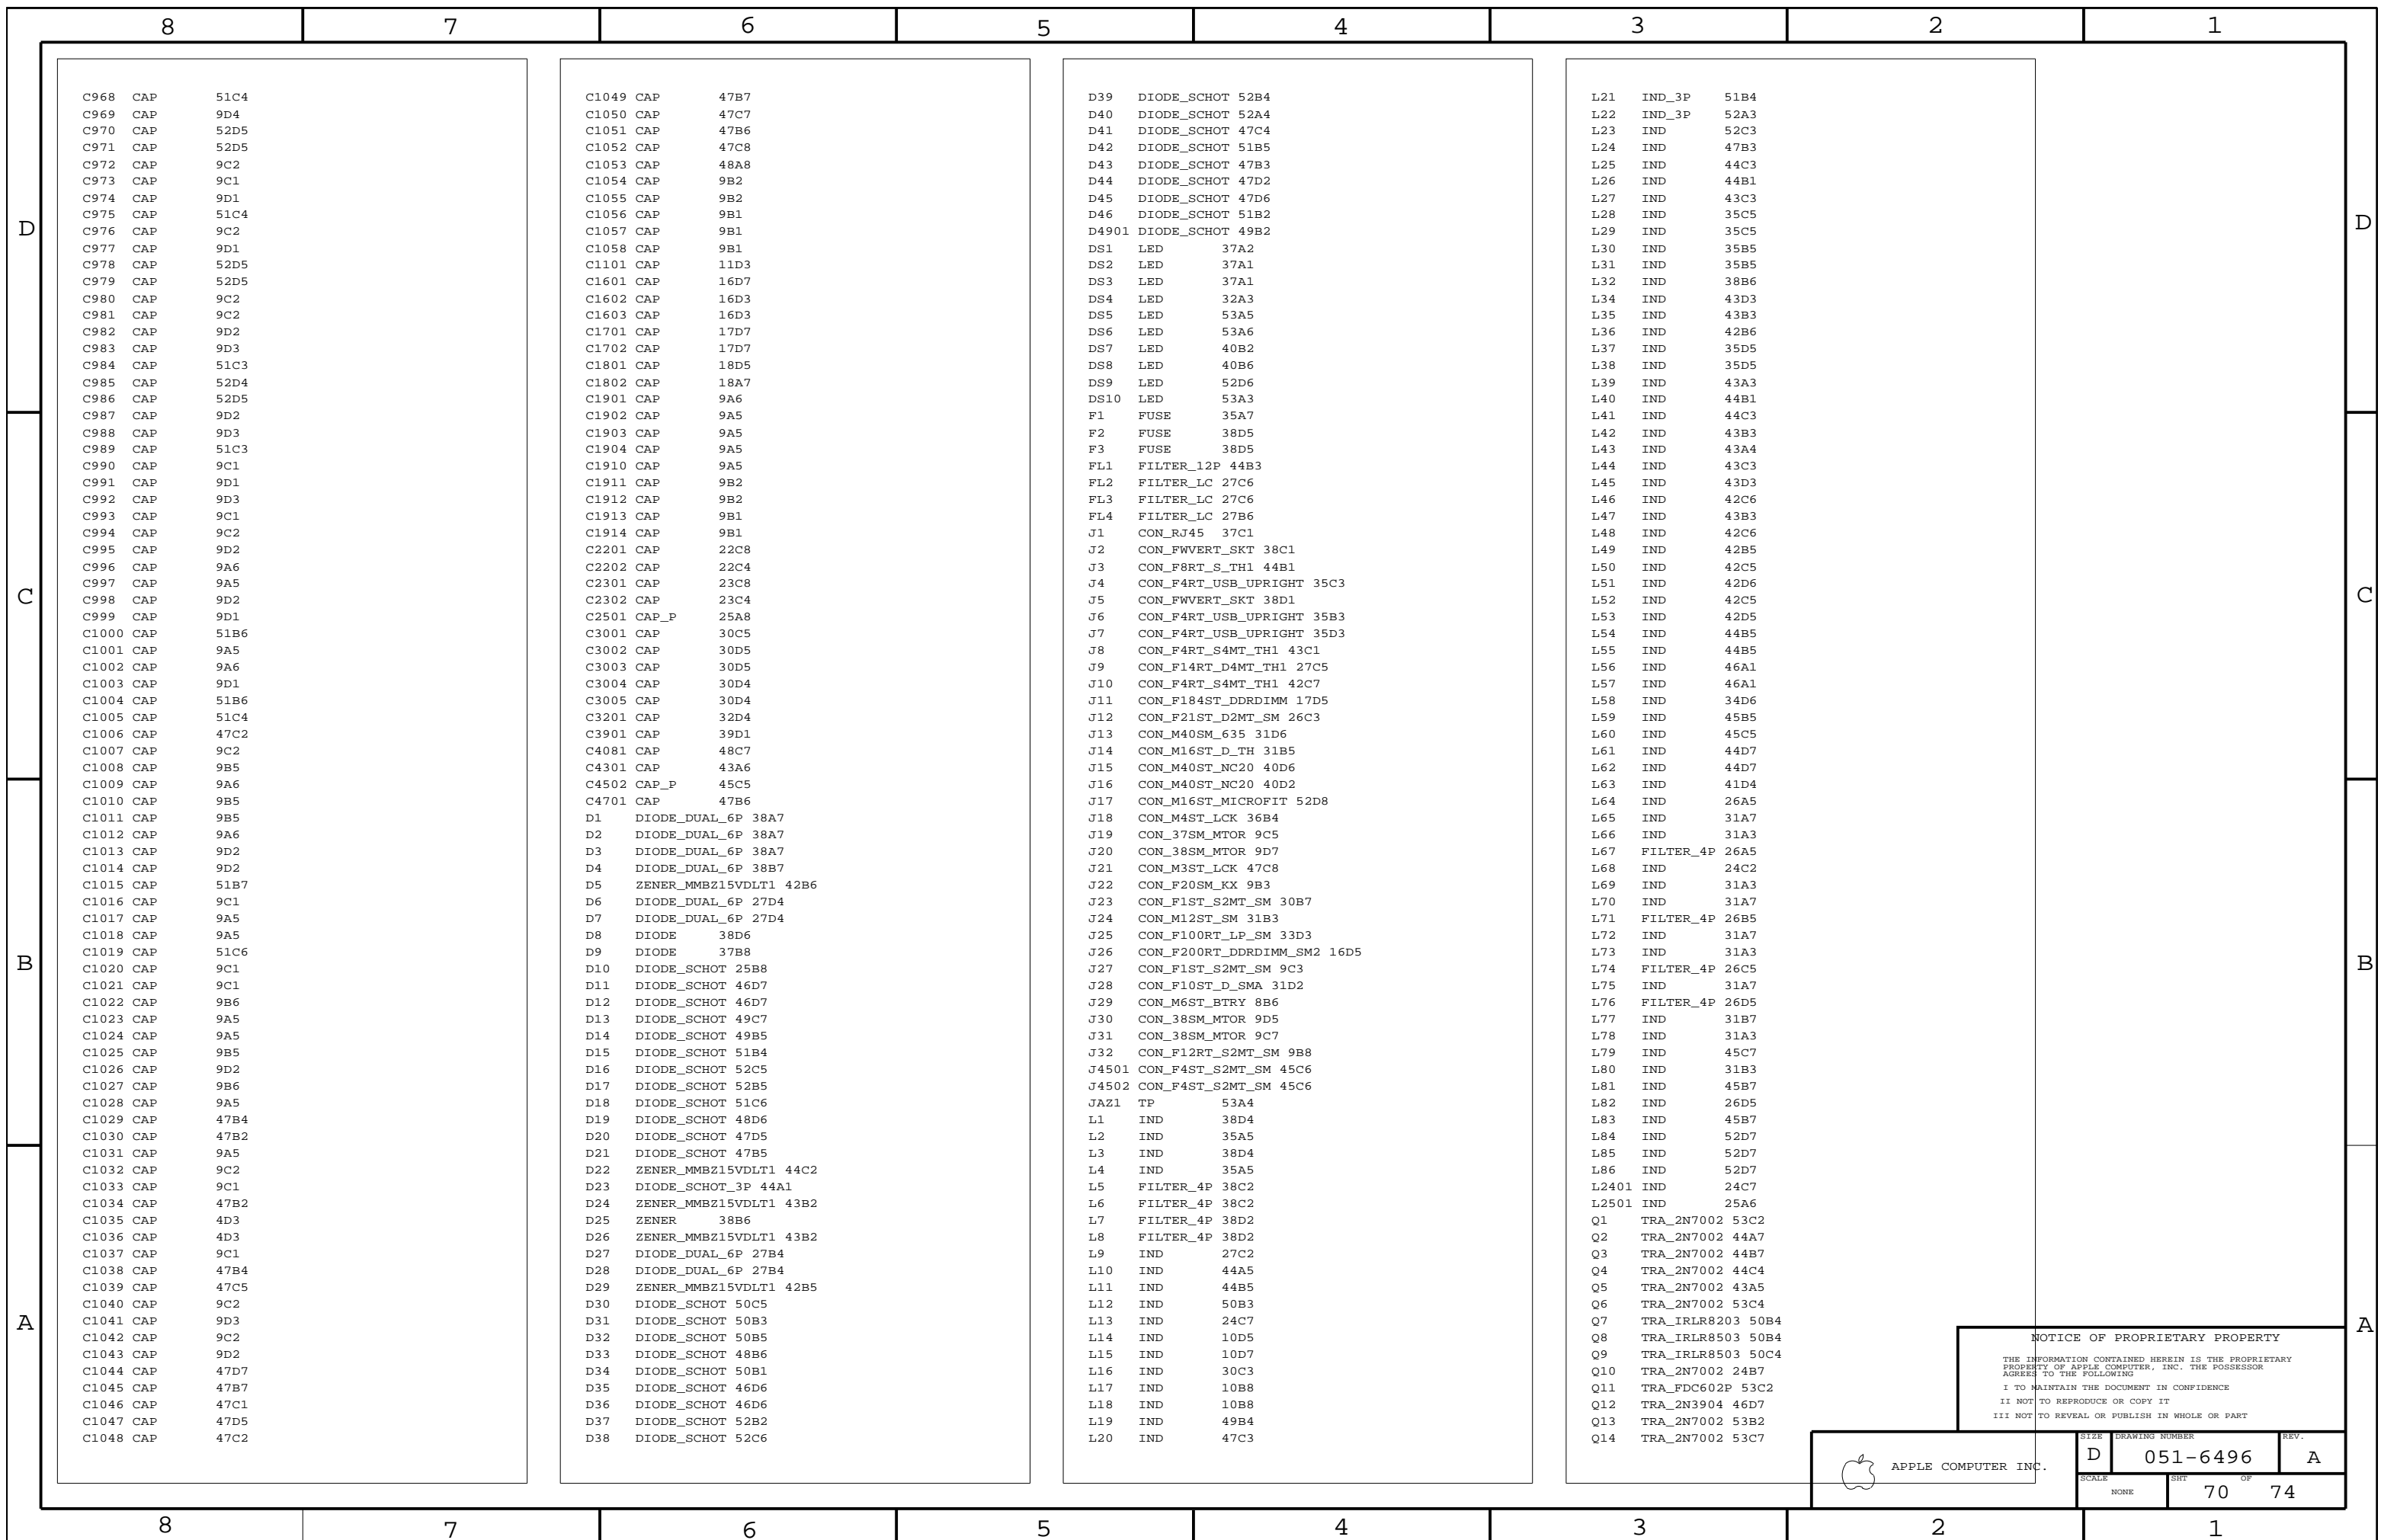 8 7 6 5 4 3 2 1
C968 CAP 51C4
C969 CAP 9D4
C970 CAP 52D5
C971 CAP 52D5
C972 CAP 9C2
C973 CAP 9C1
C974 CAP 9D1
C975 CAP 51C4
C976 CAP 9C2
C977 CAP 9D1
C978 CAP 52D5
C979 CAP 52D5
C980 CAP 9C2
C981 CAP 9C2
C982 CAP 9D2
C983 CAP 9D3
C984 CAP 51C3
C985 CAP 52D4
C986 CAP 52D5
C987 CAP 9D2
C988 CAP 9D3
C989 CAP 51C3
C990 CAP 9C1
C991 CAP 9D1
C992 CAP 9D3
C993 CAP 9C1
C994 CAP 9C2
C995 CAP 9D2
C996 CAP 9A6
C997 CAP 9A5
C998 CAP 9D2
C999 CAP 9D1
C1000 CAP 51B6
C1001 CAP 9A5
C1002 CAP 9A6
C1003 CAP 9D1
C1004 CAP 51B6
C1005 CAP 51C4
C1006 CAP 47C2
C1007 CAP 9C2
C1008 CAP 9B5
C1009 CAP 9A6
C1010 CAP 9B5
C1011 CAP 9B5
C1012 CAP 9A6
C1013 CAP 9D2
C1014 CAP 9D2
C1015 CAP 51B7
C1016 CAP 9C1
C1017 CAP 9A5
C1018 CAP 9A5
C1019 CAP 51C6
C1020 CAP 9C1
C1021 CAP 9C1
C1022 CAP 9B6
C1023 CAP 9A5
C1024 CAP 9A5
C1025 CAP 9B5
C1026 CAP 9D2
C1027 CAP 9B6
C1028 CAP 9A5
C1029 CAP 47B4
C1030 CAP 47B2
C1031 CAP 9A5
C1032 CAP 9C2
C1033 CAP 9C1
C1034 CAP 47B2
C1035 CAP 4D3
C1036 CAP 4D3
C1037 CAP 9C1
C1038 CAP 47B4
C1039 CAP 47C5
C1040 CAP 9C2
C1041 CAP 9D3
C1042 CAP 9C2
C1043 CAP 9D2
C1044 CAP 47D7
C1045 CAP 47B7
C1046 CAP 47C1
C1047 CAP 47D5
C1048 CAP 47C2
C1049 CAP 47B7
C1050 CAP 47C7
C1051 CAP 47B6
C1052 CAP 47C8
C1053 CAP 48A8
C1054 CAP 9B2
C1055 CAP 9B2
C1056 CAP 9B1
C1057 CAP 9B1
C1058 CAP 9B1
C1101 CAP 11D3
C1601 CAP 16D7
C1602 CAP 16D3
C1603 CAP 16D3
C1701 CAP 17D7
C1702 CAP 17D7
C1801 CAP 18D5
C1802 CAP 18A7
C1901 CAP 9A6
C1902 CAP 9A5
C1903 CAP 9A5
C1904 CAP 9A5
C1910 CAP 9A5
C1911 CAP 9B2
C1912 CAP 9B2
C1913 CAP 9B1
C1914 CAP 9B1
C2201 CAP 22C8
C2202 CAP 22C4
C2301 CAP 23C8
C2302 CAP 23C4
C2501 CAP_P 25A8
C3001 CAP 30C5
C3002 CAP 30D5
C3003 CAP 30D5
C3004 CAP 30D4
C3005 CAP 30D4
C3201 CAP 32D4
C3901 CAP 39D1
C4081 CAP 48C7
C4301 CAP 43A6
C4502 CAP_P 45C5
C4701 CAP 47B6
D1 DIODE_DUAL_6P 38A7
D2 DIODE_DUAL_6P 38A7
D3 DIODE_DUAL_6P 38A7
D4 DIODE_DUAL_6P 38B7
D5 ZENER_MMBZ15VDLT1 42B6
D6 DIODE_DUAL_6P 27D4
D7 DIODE_DUAL_6P 27D4
D8 DIODE 38D6
D9 DIODE 37B8
D10 DIODE_SCHOT 25B8
D11 DIODE_SCHOT 46D7
D12 DIODE_SCHOT 46D7
D13 DIODE_SCHOT 49C7
D14 DIODE_SCHOT 49B5
D15 DIODE_SCHOT 51B4
D16 DIODE_SCHOT 52C5
D17 DIODE_SCHOT 52B5
D18 DIODE_SCHOT 51C6
D19 DIODE_SCHOT 48D6
D20 DIODE_SCHOT 47D5
D21 DIODE_SCHOT 47B5
D22 ZENER_MMBZ15VDLT1 44C2
D23 DIODE_SCHOT_3P 44A1
D24 ZENER_MMBZ15VDLT1 43B2
D25 ZENER 38B6
D26 ZENER_MMBZ15VDLT1 43B2
D27 DIODE_DUAL_6P 27B4
D28 DIODE_DUAL_6P 27B4
D29 ZENER_MMBZ15VDLT1 42B5
D30 DIODE_SCHOT 50C5
D31 DIODE_SCHOT 50B3
D32 DIODE_SCHOT 50B5
D33 DIODE_SCHOT 48B6
D34 DIODE_SCHOT 50B1
D35 DIODE_SCHOT 46D6
D36 DIODE_SCHOT 46D6
D37 DIODE_SCHOT 52B2
D38 DIODE_SCHOT 52C6
D39 DIODE_SCHOT 52B4
D40 DIODE_SCHOT 52A4
D41 DIODE_SCHOT 47C4
D42 DIODE_SCHOT 51B5
D43 DIODE_SCHOT 47B3
D44 DIODE_SCHOT 47D2
D45 DIODE_SCHOT 47D6
D46 DIODE_SCHOT 51B2
D4901 DIODE_SCHOT 49B2
DS1 LED 37A2
DS2 LED 37A1
DS3 LED 37A1
DS4 LED 32A3
DS5 LED 53A5
DS6 LED 53A6
DS7 LED 40B2
DS8 LED 40B6
DS9 LED 52D6
DS10 LED 53A3
F1 FUSE 35A7
F2 FUSE 38D5
F3 FUSE 38D5
FL1 FILTER_12P 44B3
FL2 FILTER_LC 27C6
FL3 FILTER_LC 27C6
FL4 FILTER_LC 27B6
J1 CON_RJ45 37C1
J2 CON_FWVERT_SKT 38C1
J3 CON_F8RT_S_TH1 44B1
J4 CON_F4RT_USB_UPRIGHT 35C3
J5 CON_FWVERT_SKT 38D1
J6 CON_F4RT_USB_UPRIGHT 35B3
J7 CON_F4RT_USB_UPRIGHT 35D3
J8 CON_F4RT_S4MT_TH1 43C1
J9 CON_F14RT_D4MT_TH1 27C5
J10 CON_F4RT_S4MT_TH1 42C7
J11 CON_F184ST_DDRDIMM 17D5
J12 CON_F21ST_D2MT_SM 26C3
J13 CON_M40SM_635 31D6
J14 CON_M16ST_D_TH 31B5
J15 CON_M40ST_NC20 40D6
J16 CON_M40ST_NC20 40D2
J17 CON_M16ST_MICROFIT 52D8
J18 CON_M4ST_LCK 36B4
J19 CON_37SM_MTOR 9C5
J20 CON_38SM_MTOR 9D7
J21 CON_M3ST_LCK 47C8
J22 CON_F20SM_KX 9B3
J23 CON_F1ST_S2MT_SM 30B7
J24 CON_M12ST_SM 31B3
J25 CON_F100RT_LP_SM 33D3
J26 CON_F200RT_DDRDIMM_SM2 16D5
J27 CON_F1ST_S2MT_SM 9C3
J28 CON_F10ST_D_SMA 31D2
J29 CON_M6ST_BTRY 8B6
J30 CON_38SM_MTOR 9D5
J31 CON_38SM_MTOR 9C7
J32 CON_F12RT_S2MT_SM 9B8
J4501 CON_F4ST_S2MT_SM 45C6
J4502 CON_F4ST_S2MT_SM 45C6
JAZ1 TP 53A4
L1 IND 38D4
L2 IND 35A5
L3 IND 38D4
L4 IND 35A5
L5 FILTER_4P 38C2
L6 FILTER_4P 38C2
L7 FILTER_4P 38D2
L8 FILTER_4P 38D2
L9 IND 27C2
L10 IND 44A5
L11 IND 44B5
L12 IND 50B3
L13 IND 24C7
L14 IND 10D5
L15 IND 10D7
L16 IND 30C3
L17 IND 10B8
L18 IND 10B8
L19 IND 49B4
L20 IND 47C3
L21 IND_3P 51B4
L22 IND_3P 52A3
L23 IND 52C3
L24 IND 47B3
L25 IND 44C3
L26 IND 44B1
L27 IND 43C3
L28 IND 35C5
L29 IND 35C5
L30 IND 35B5
L31 IND 35B5
L32 IND 38B6
L34 IND 43D3
L35 IND 43B3
L36 IND 42B6
L37 IND 35D5
L38 IND 35D5
L39 IND 43A3
L40 IND 44B1
L41 IND 44C3
L42 IND 43B3
L43 IND 43A4
L44 IND 43C3
L45 IND 43D3
L46 IND 42C6
L47 IND 43B3
L48 IND 42C6
L49 IND 42B5
L50 IND 42C5
L51 IND 42D6
L52 IND 42C5
L53 IND 42D5
L54 IND 44B5
L55 IND 44B5
L56 IND 46A1
L57 IND 46A1
L58 IND 34D6
L59 IND 45B5
L60 IND 45C5
L61 IND 44D7
L62 IND 44D7
L63 IND 41D4
L64 IND 26A5
L65 IND 31A7
L66 IND 31A3
L67 FILTER_4P 26A5
L68 IND 24C2
L69 IND 31A3
L70 IND 31A7
L71 FILTER_4P 26B5
L72 IND 31A7
L73 IND 31A3
L74 FILTER_4P 26C5
L75 IND 31A7
L76 FILTER_4P 26D5
L77 IND 31B7
L78 IND 31A3
L79 IND 45C7
L80 IND 31B3
L81 IND 45B7
L82 IND 26D5
L83 IND 45B7
L84 IND 52D7
L85 IND 52D7
L86 IND 52D7
L2401 IND 24C7
L2501 IND 25A6
Q1 TRA_2N7002 53C2
Q2 TRA_2N7002 44A7
Q3 TRA_2N7002 44B7
Q4 TRA_2N7002 44C4
Q5 TRA_2N7002 43A5
Q6 TRA_2N7002 53C4
Q7 TRA_IRLR8203 50B4
Q8 TRA_IRLR8503 50B4
Q9 TRA_IRLR8503 50C4
Q10 TRA_2N7002 24B7
Q11 TRA_FDC602P 53C2
Q12 TRA_2N3904 46D7
Q13 TRA_2N7002 53B2
Q14 TRA_2N7002 53C7
D D
C C
B B
A A
NOTICE OF PROPRIETARY PROPERTY
THE INFORMATION CONTAINED HEREIN IS THE PROPRIETARY
PROPERTY OF APPLE COMPUTER, INC. THE POSSESSOR
AGREES TO THE FOLLOWING
I TO MAINTAIN THE DOCUMENT IN CONFIDENCE
II NOT TO REPRODUCE OR COPY IT
III NOT TO REVEAL OR PUBLISH IN WHOLE OR PART
APPLE COMPUTER INC.
SIZE DRAWING NUMBER REV.
D 051-6496 A
SCALE SHT OF
NONE 70 74
8 7 6 5 4 3 2 1